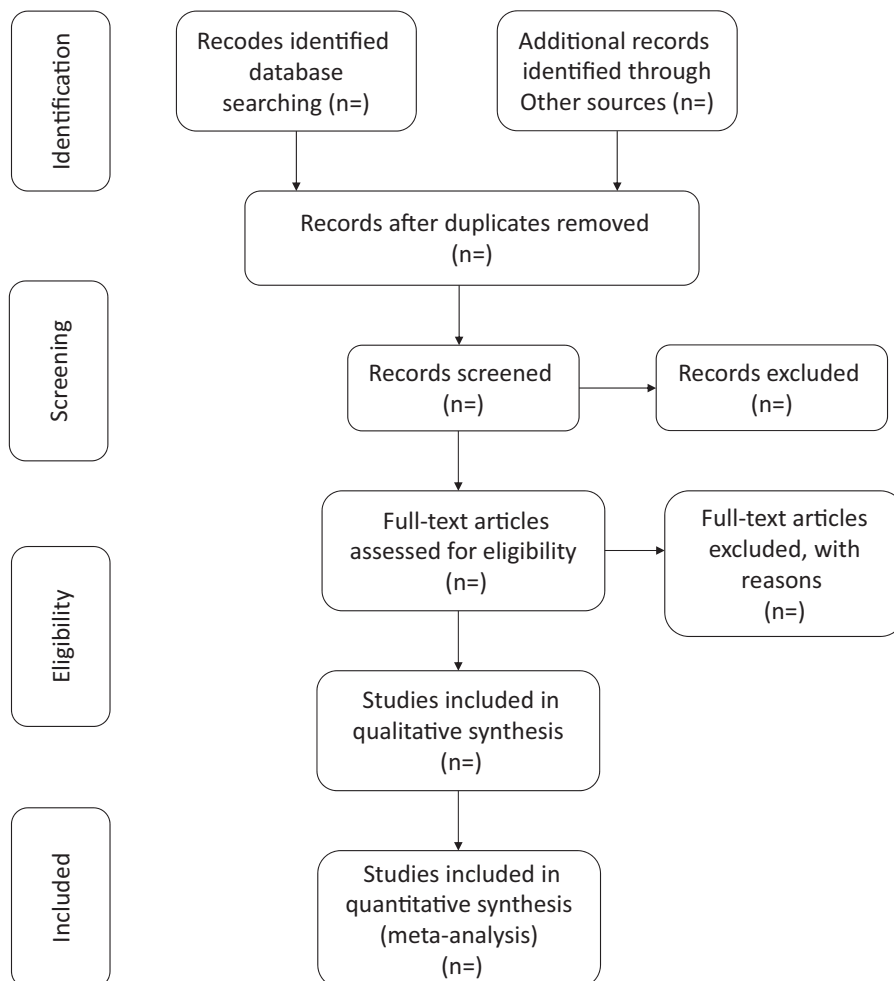 Identification
Recodes identified
database
searching (n=)
Additional records
identified through
Other sources (n=)
Records after duplicates removed
(n=)
Screening
Records screened
(n=)
Records excluded
(n=)
Eligibility
Full-text articles
assessed for eligibility
(n=)
Full-text articles
excluded, with
reasons
(n=)
Studies included in
qualitative synthesis
(n=)
Included
Studies included in
quantitative synthesis
(meta-analysis)
(n=)